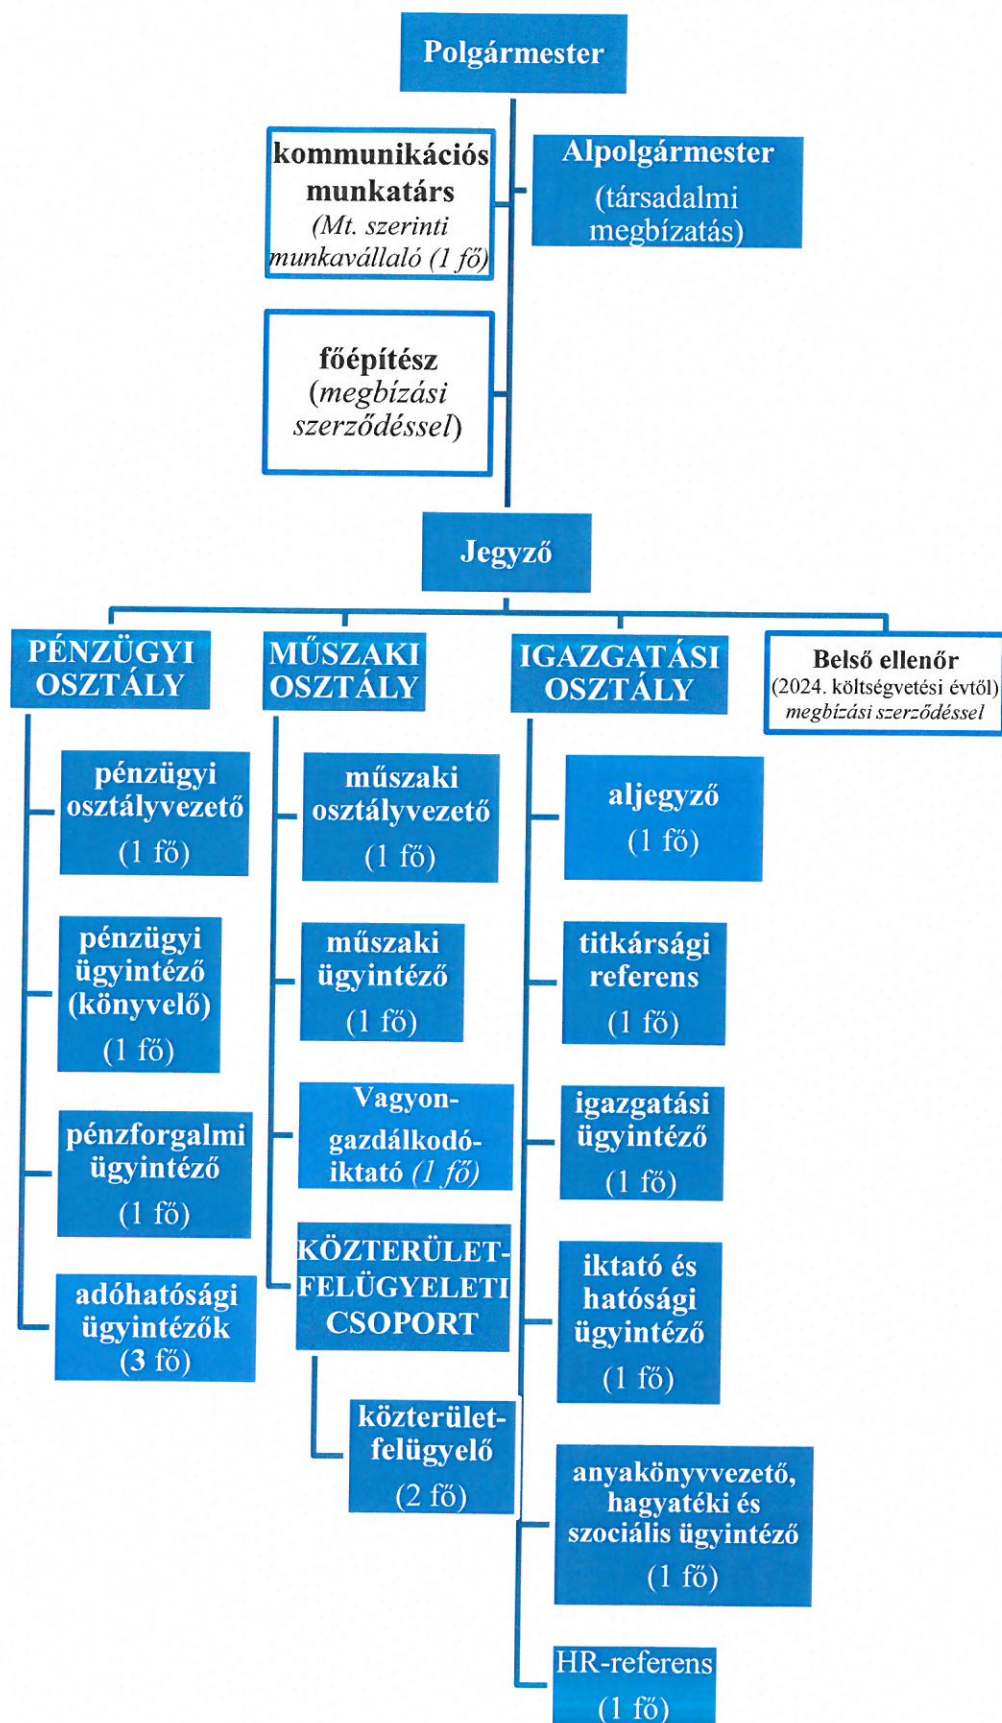 Polgármester
kommunikációs
munkatárs
(Mt. szerinti
munkavállaló (1 fő)
Alpolgármester
(társadalmi
megbízatás)
főépítész
(megbízási
szerződéssel)
Jegyző
PÉNZÜGYI
OSZTÁLY
pénzügyi
osztályvezető
(1 fő)
pénzügyi
ügyintéző
(könyvelő)
(1 fő)
pénzforgalmi
ügyintéző
(1 fő)
adóhatósági
ügyintézők
(3 fő)
MŰSZAKI
OSZTÁLY
műszaki
osztályvezető
(1 fő)
műszaki
ügyintéző
(1 fő)
Vagyon-
gazdálkodó-
iktató (1 fő)
KÖZTERÜLET-
FELÜGYELETI
CSOPORT
közterület-
felügyelő
(2 fő)
IGAZGATÁSI
OSZTÁLY
aljegyző
(1 fő)
titkársági
referens
(1 fő)
igazgatási
ügyintéző
(1 fő)
iktató és
hatósági
ügyintéző
(1 fő)
anyakönyvvezető,
hagyatéki és
szociális ügyintéző
(1 fő)
HR-referens
(1 fő)
Belső ellenőr
(2024. költségvetési évtől)
megbízási szerződéssel